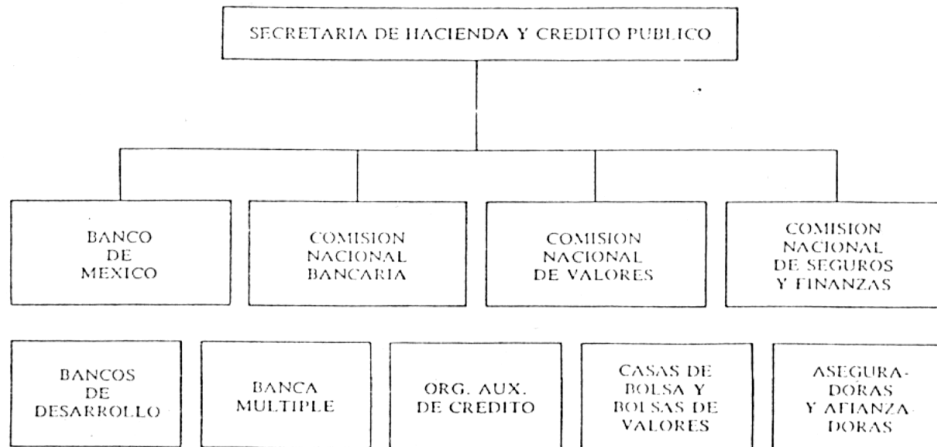 SECRETARIA DE HACIENDA Y CREDITO PUBLICO
BANCO
DE
MEXICO
COMISION
NACIONAL
BANCARIA
COMISION
NACIONAL
DE VALORES
COMISION
NACIONAL
DE SEGUROS
Y FINANZAS
BANCOS
DE
DESARROLLO
BANCA
MULTIPLE
ORG. AUX.
DE CREDITO
CASAS DE
BOLSA Y
BOLSAS DE
VALORES
ASEGURA-
DORAS
Y AFIANZA
DORAS